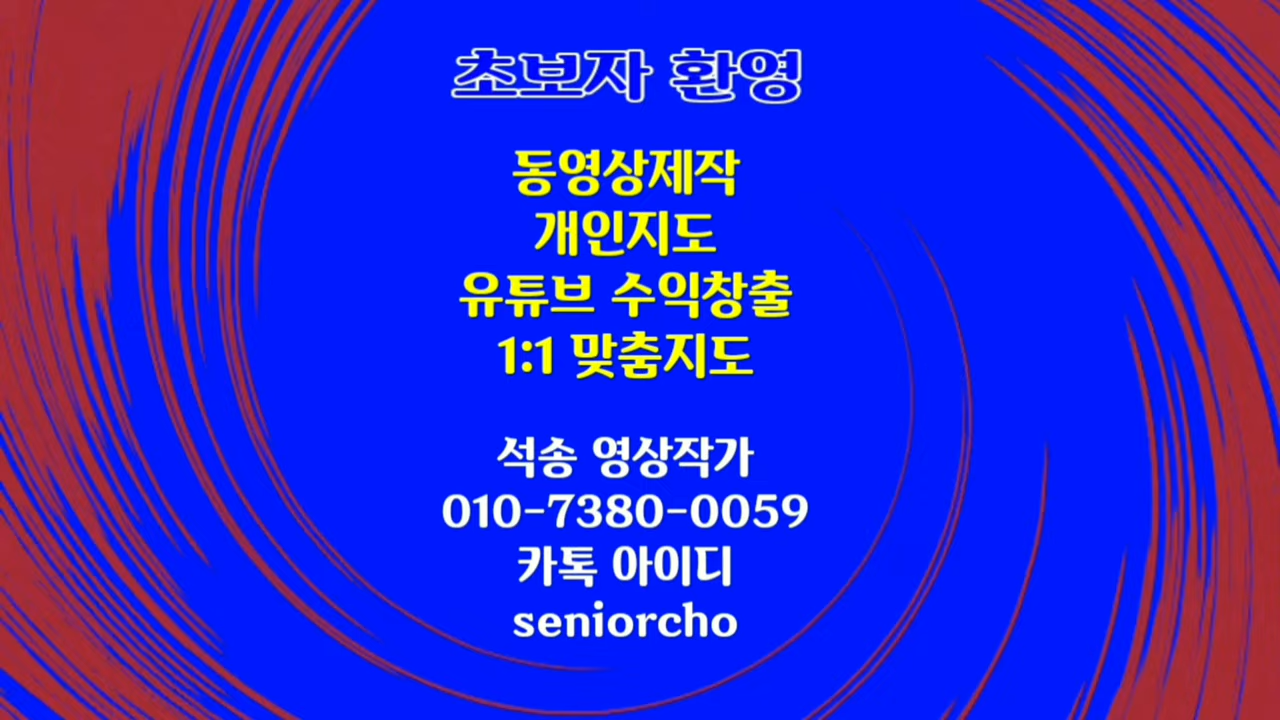 초보자 환영
동영상제작
개인지도
유튜브 수익창출
1:1 맞춤지도
석송 영상작가
010-7380-0059
카톡 아이디
seniorcho